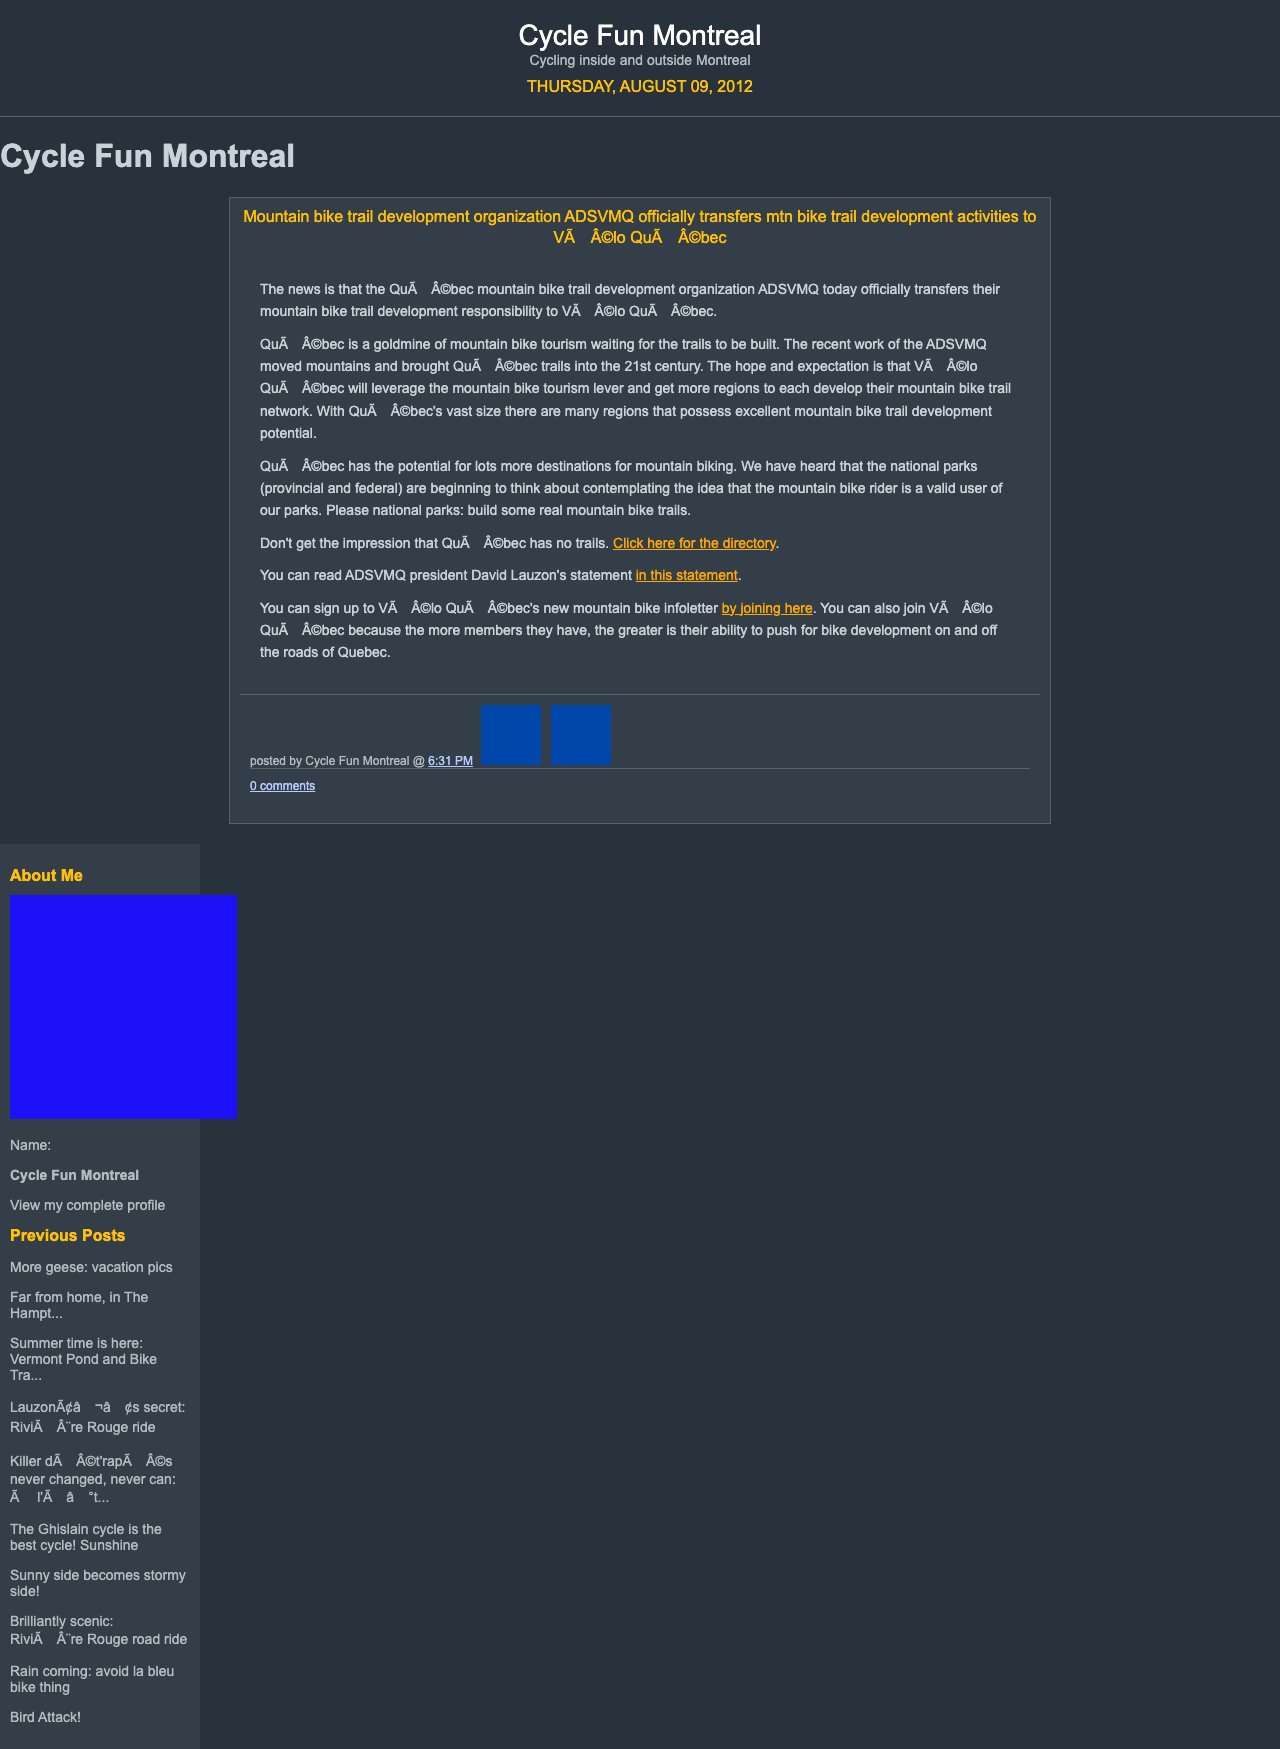 Cycle Fun Montreal
Cycling inside and outside Montreal
THURSDAY, AUGUST 09, 2012
Cycle Fun Montreal
Mountain bike trail development organization ADSVMQ officially transfers mtn bike trail development activities to
VÃ Â©lo QuÃ Â©bec
The news is that the QuÃ Â©bec mountain bike trail development organization ADSVMQ today officially transfers their
mountain bike trail development responsibility to VÃ Â©lo QuÃ Â©bec.
QuÃ Â©bec is a goldmine of mountain bike tourism waiting for the trails to be built. The recent work of the ADSVMQ
moved mountains and brought QuÃ Â©bec trails into the 21st century. The hope and expectation is that VÃ Â©lo
QuÃ Â©bec will leverage the mountain bike tourism lever and get more regions to each develop their mountain bike trail
network. With QuÃ Â©bec's vast size there are many regions that possess excellent mountain bike trail development
potential.
QuÃ Â©bec has the potential for lots more destinations for mountain biking. We have heard that the national parks
(provincial and federal) are beginning to think about contemplating the idea that the mountain bike rider is a valid user of
our parks. Please national parks: build some real mountain bike trails.
Don't get the impression that QuÃ Â©bec has no trails. Click here for the directory.
You can read ADSVMQ president David Lauzon's statement in this statement.
You can sign up to VÃ Â©lo QuÃ Â©bec's new mountain bike infoletter by joining here. You can also join VÃ Â©lo
QuÃ Â©bec because the more members they have, the greater is their ability to push for bike development on and off
the roads of Quebec.
posted by Cycle Fun Montreal @ 6:31 PM
0 comments
About Me
Name:
Cycle Fun Montreal
View my complete profile
Previous Posts
More geese: vacation pics
Far from home, in The
Hampt...
Summer time is here:
Vermont Pond and Bike
Tra...
LauzonÃ¢â ¬â ¢s secret:
RiviÃ Â¨re Rouge ride
Killer dÃ Â©t'rapÃ Â©s
never changed, never can:
Ã l'Ã â °t...
The Ghislain cycle is the
best cycle! Sunshine
Sunny side becomes stormy
side!
Brilliantly scenic:
RiviÃ Â¨re Rouge road ride
Rain coming: avoid la bleu
bike thing
Bird Attack!